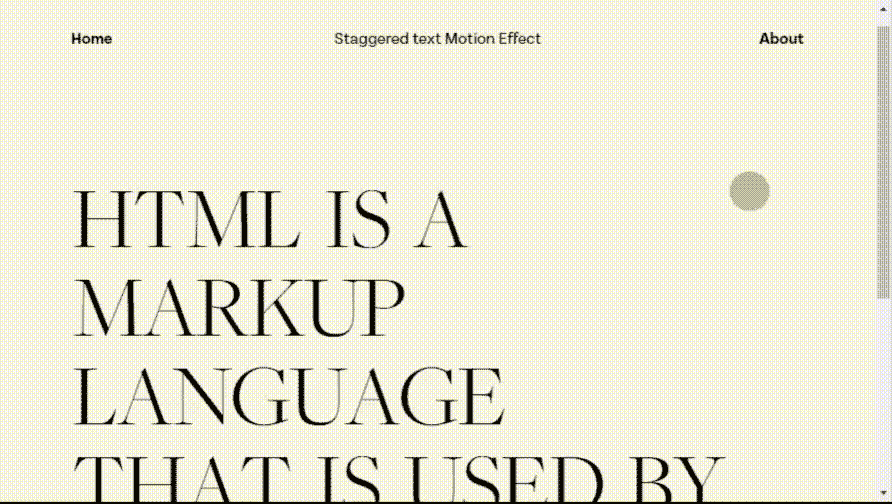 Home
Staggered text Motion Effect
About
HTML IS A
MARKUP
LANGUAGE
THAT IS USED BY